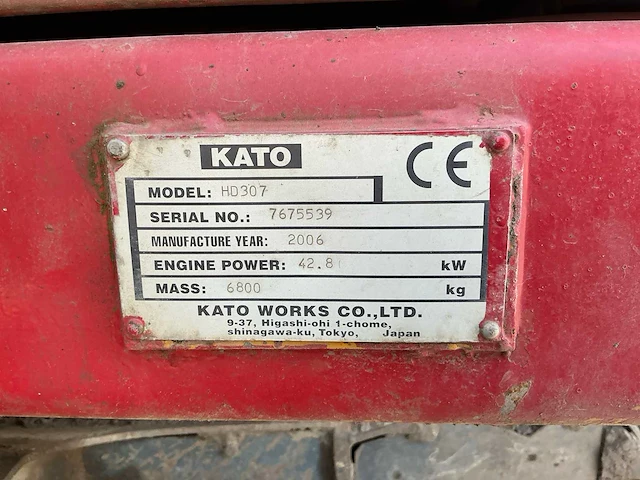 KATO
CE
MODEL: HD307
SERIAL NO.: 7675539
MANUFACTURE YEAR: 2006
ENGINE POWER: 42.8 kW
MASS: 6800 kg
KATO WORKS CO.,LTD.
9-37, Higashi-ohi 1-chome,
shinagawa-ku, Tokyo, Japan